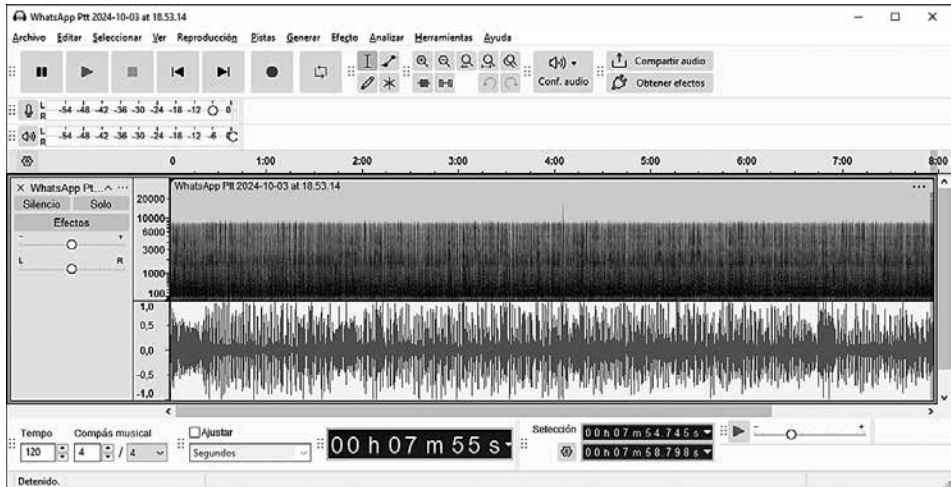 WhatsApp Ptt 2024-10-03 at 18.53.14
Archivo Editar Seleccionar Ver Reproducción Pistas Generar Efecto Analizar Herramientas Ayuda
Conf. audio
Compartir audio
Obtener efectos
L R -54 -48 -42 -36 -30 -24 -18 -12 0
L R -54 -48 -42 -36 -30 -24 -18 -12 -6
0 1:00 2:00 3:00 4:00 5:00 6:00 7:00 8:00
WhatsApp Pt...
Silencio Solo
Efectos
- +
L R
WhatsApp Ptt 2024-10-03 at 18.53.14
20000
10000
6000
3000
1000
100
1,0
0,5
0,0
-0,5
-1,0
Tempo
120
Compás musical
4 / 4
Ajustar
Segundos
00 h 07 m 55 s
Selección
00 h 07 m 54.745 s
00 h 07 m 58.798 s
- +
Detenido.